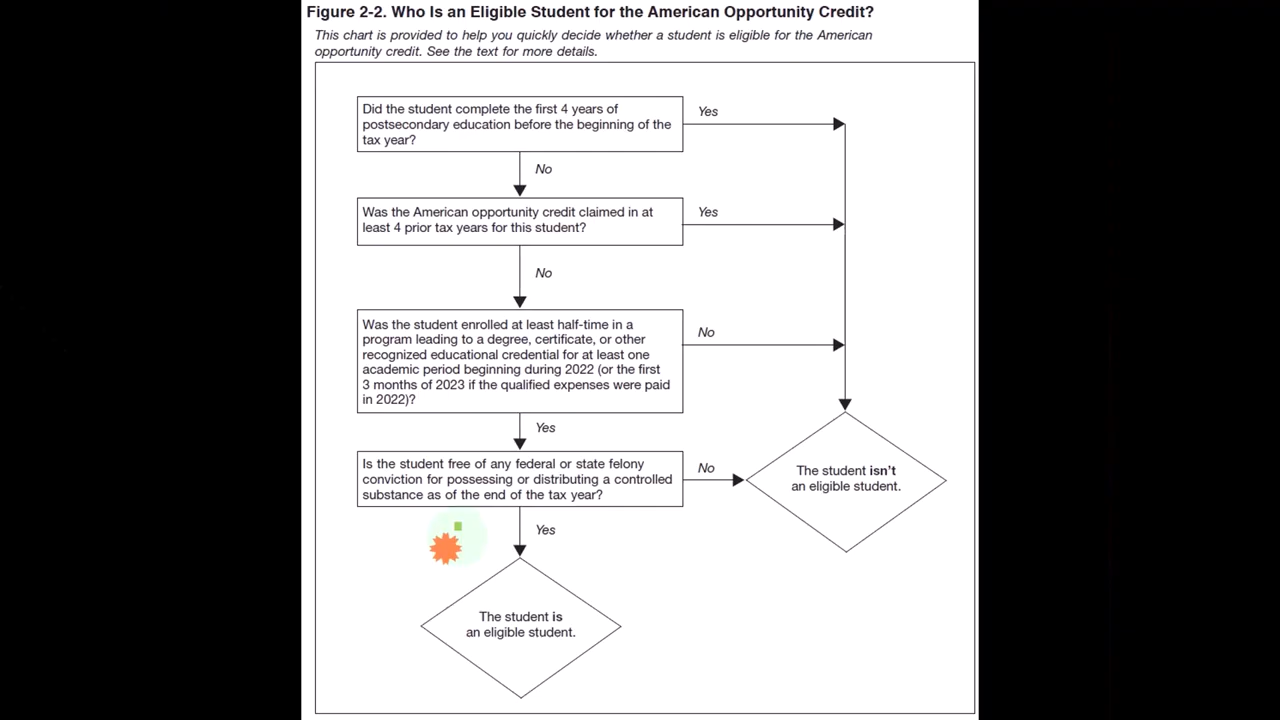 Figure 2-2. Who Is an Eligible Student for the American Opportunity Credit?
This chart is provided to help you quickly decide whether a student is eligible for the American
opportunity credit. See the text for more details.
Did the student complete the first 4 years of
postsecondary education before the beginning of the
tax year?
Yes
No
Was the American opportunity credit claimed in at
least 4 prior tax years for this student?
Yes
No
Was the student enrolled at least half-time in a
program leading to a degree, certificate, or other
recognized educational credential for at least one
academic period beginning during 2022 (or the first
3 months of 2023 if the qualified expenses were paid
in 2022)?
No
Yes
Is the student free of any federal or state felony
conviction for possessing or distributing a controlled
substance as of the end of the tax year?
No
The student isn't
an eligible student.
Yes
The student is
an eligible student.